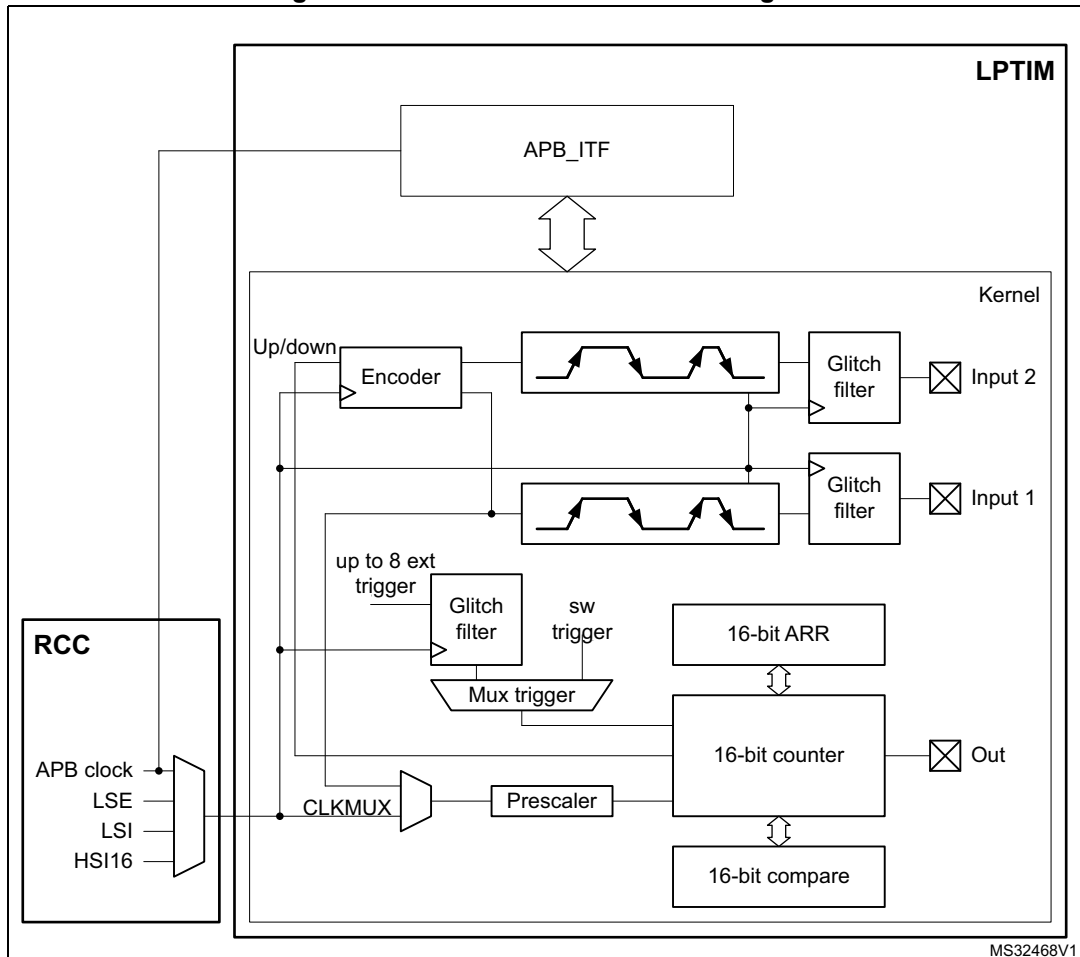 LPTIM
APB_ITF
Kernel
Up/down
Encoder
Glitch
filter
Input 2
Glitch
filter
Input 1
up to 8 ext
trigger
Glitch
filter
sw
trigger
Mux trigger
16-bit ARR
16-bit counter
Out
RCC
APB clock
LSE
LSI
HSI16
CLKMUX
Prescaler
16-bit compare
MS32468V1